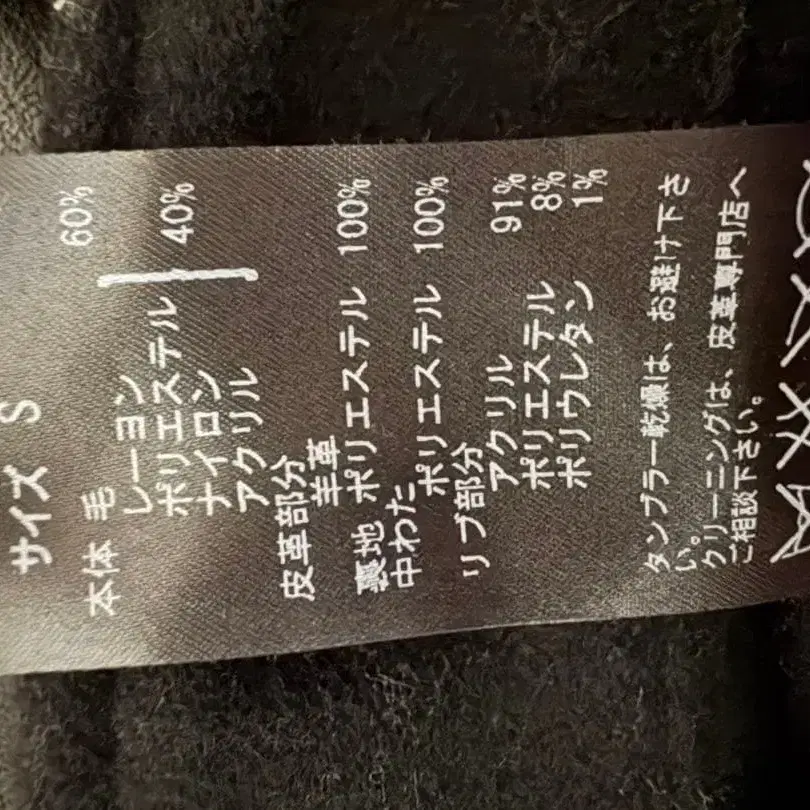 サイズ S
本体 毛 60%
レーヨン
ポリエステル 40%
ナイロン
アクリル
皮革部分
羊革
裏地 ポリエステル 100%
中わた
ポリエステル 100%
リブ部分
アクリル 91%
ポリエステル 8%
ポリウレタン 1%
タンブラー乾燥は、お避け下さ
い。
クリーニングは、皮革専門店へ
ご相談下さい。